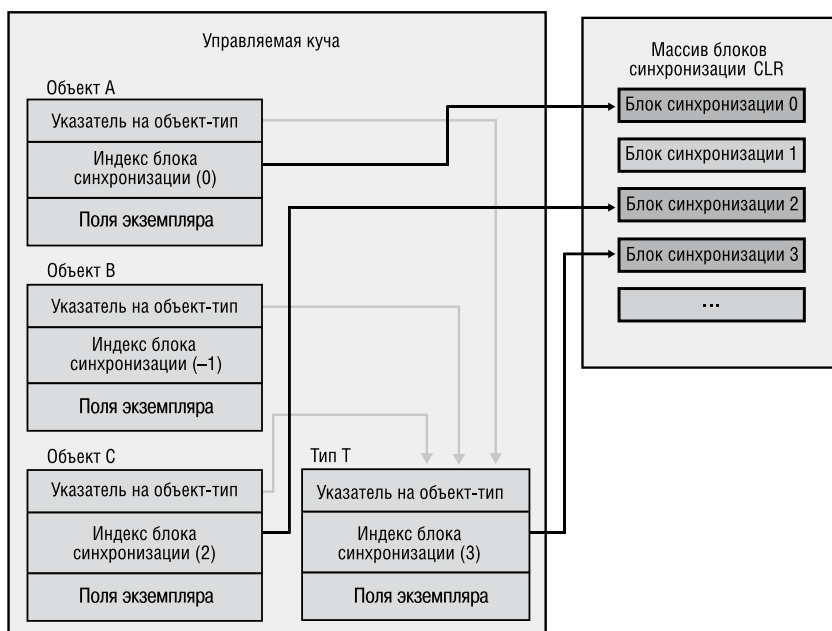 Управляемая куча
Объект A
Указатель на объект-тип
Индекс блока
синхронизации (0)
Поля экземпляра
Объект B
Указатель на объект-тип
Индекс блока
синхронизации (–1)
Поля экземпляра
Объект C
Указатель на объект-тип
Индекс блока
синхронизации (2)
Поля экземпляра
Тип T
Указатель на объект-тип
Индекс блока
синхронизации (3)
Поля экземпляра
Массив блоков
синхронизации CLR
Блок синхронизации 0
Блок синхронизации 1
Блок синхронизации 2
Блок синхронизации 3
...